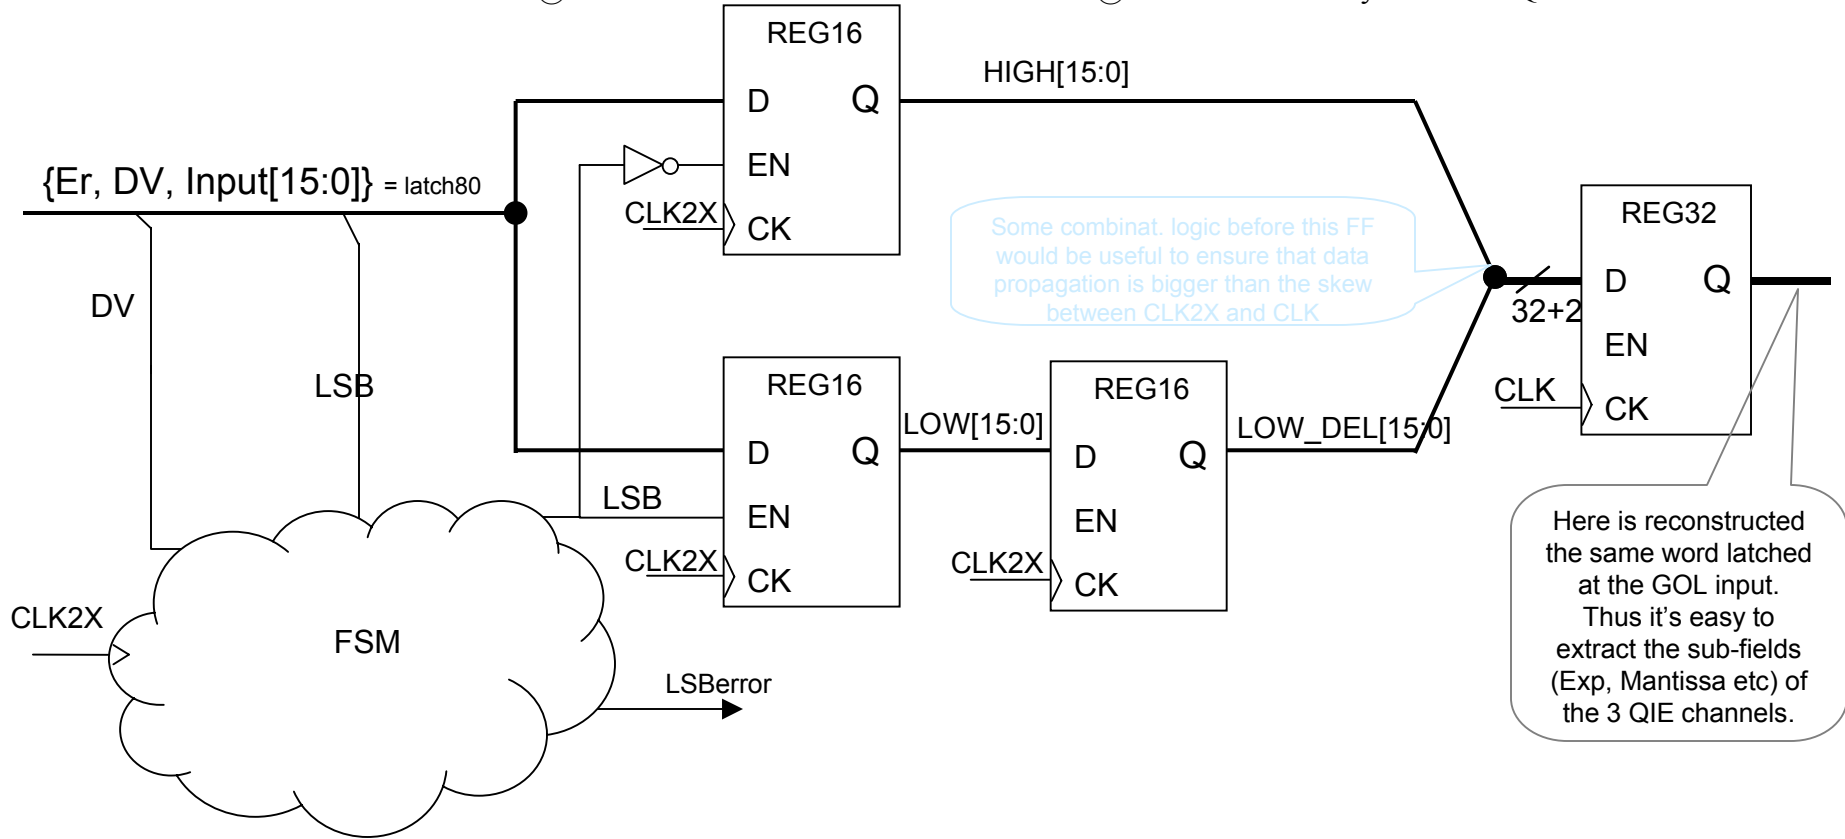 REG16
D Q
EN
CLK2X
CK
HIGH[15:0]
{Er, DV, Input[15:0]} = latch80
DV
LSB
Some combinat. logic before this FF
would be useful to ensure that data
propagation is bigger than the skew
between CLK2X and CLK
REG32
D Q
32+2
EN
CLK
CK
REG16
D Q
LSB
EN
CLK2X
CK
LOW[15:0]
REG16
D Q
EN
CLK2X
CK
LOW_DEL[15:0]
CLK2X
FSM
LSBerror
Here is reconstructed
the same word latched
at the GOL input.
Thus it's easy to
extract the sub-fields
(Exp, Mantissa etc) of
the 3 QIE channels.